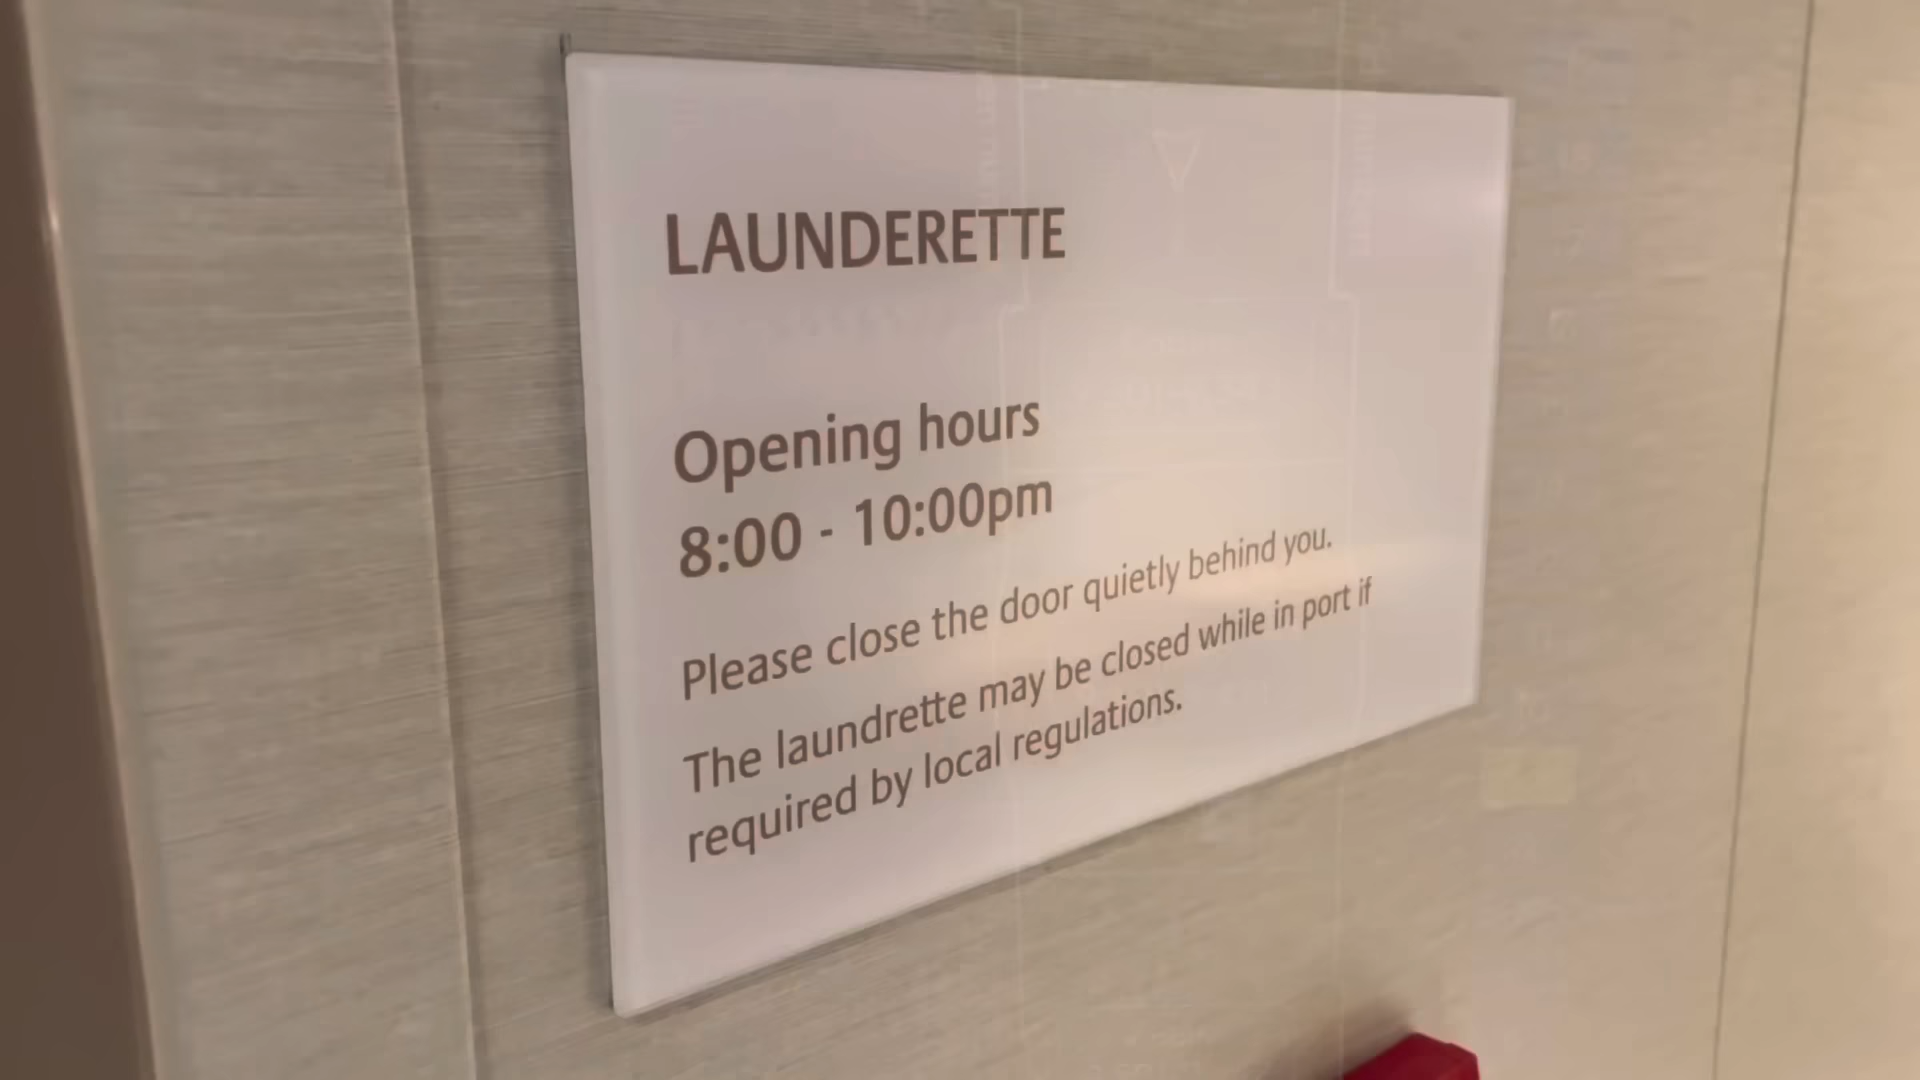 LAUNDERETTE
Opening hours
8:00 - 10:00pm
Please close the door quietly behind you.
The laundrette may be closed while in port if
required by local regulations.